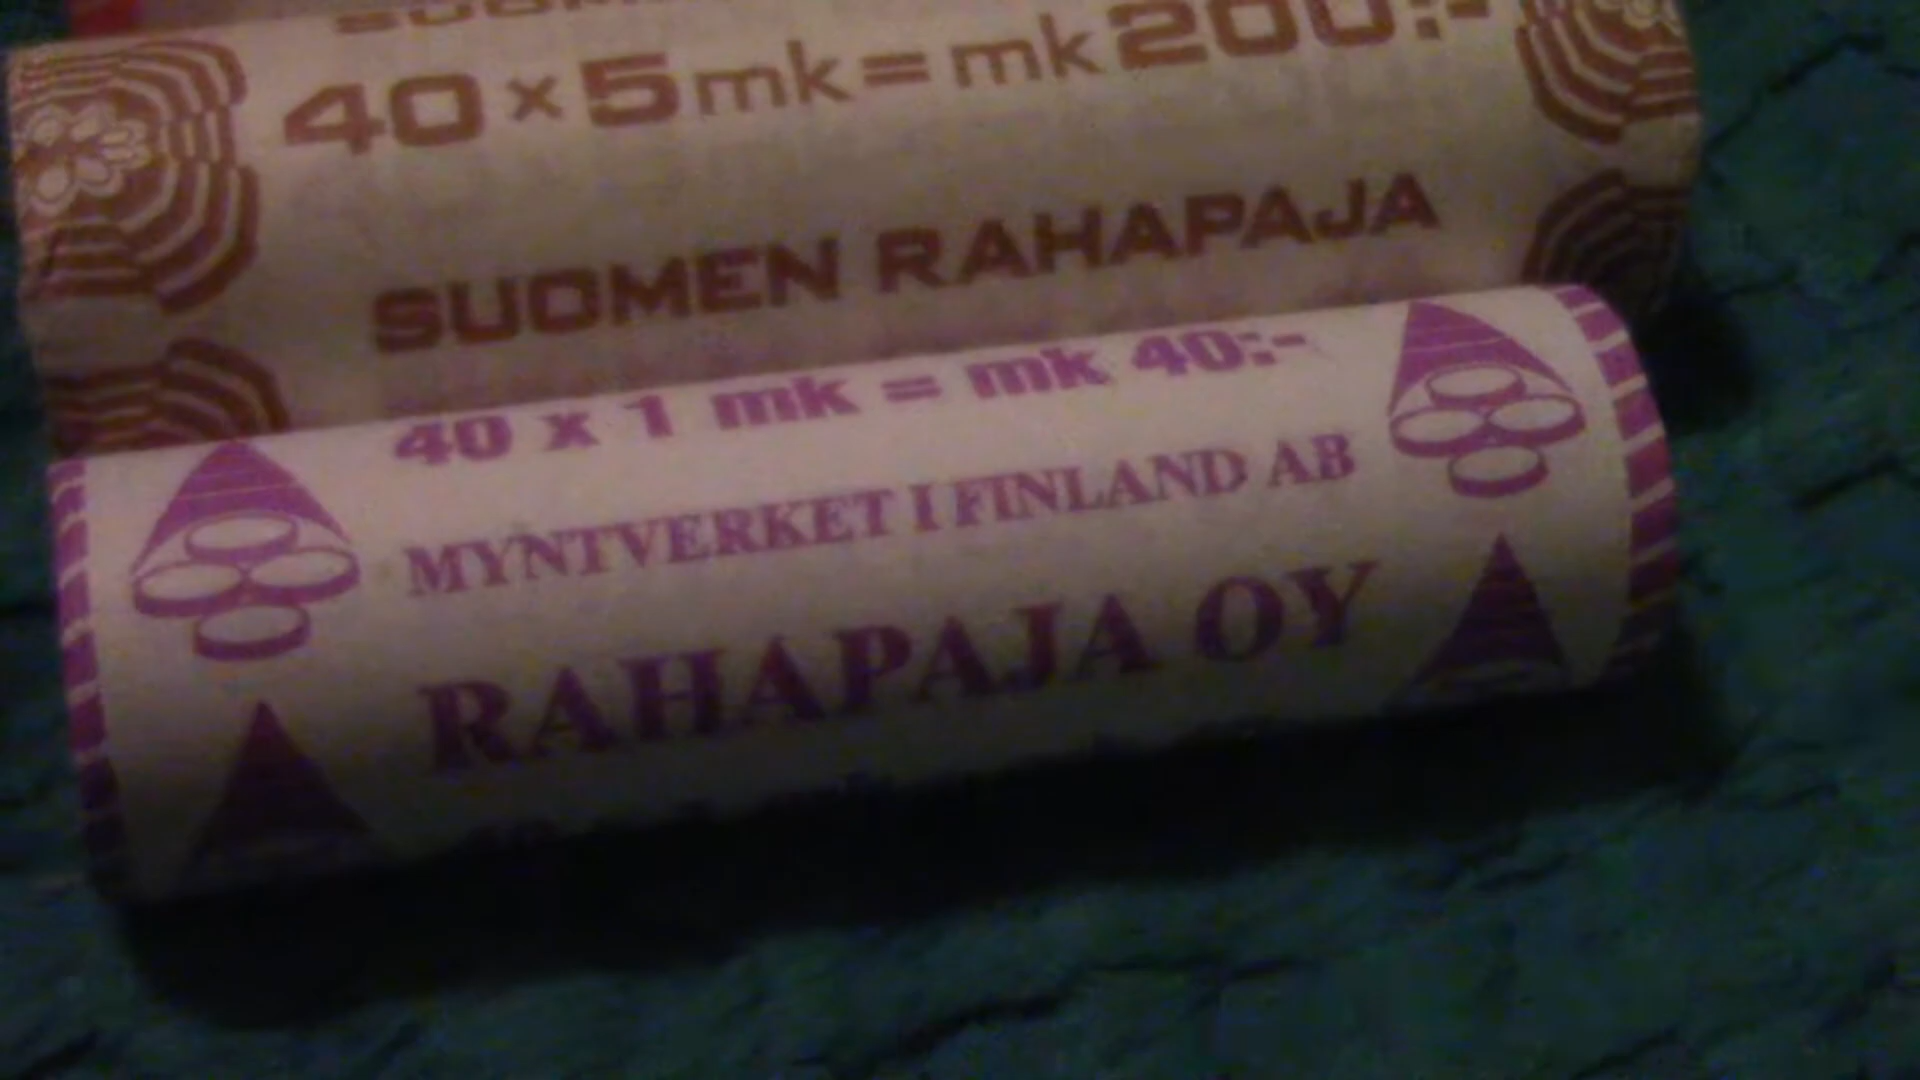 40 x 5 mk = mk 200:-
SUOMEN RAHAPAJA
40 x 1 mk = mk 40:-
MYNTVERKET I FINLAND AB
RAHAPAJA OY